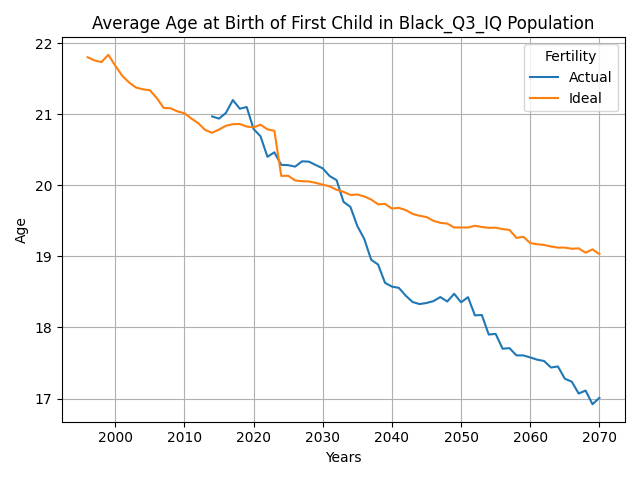 Average Age at Birth of First Child in Black_Q3_IQ Population
22
21
20
19
18
17
Age
Fertility
Actual
Ideal
2000
2010
2020
2030
2040
2050
2060
2070
Years